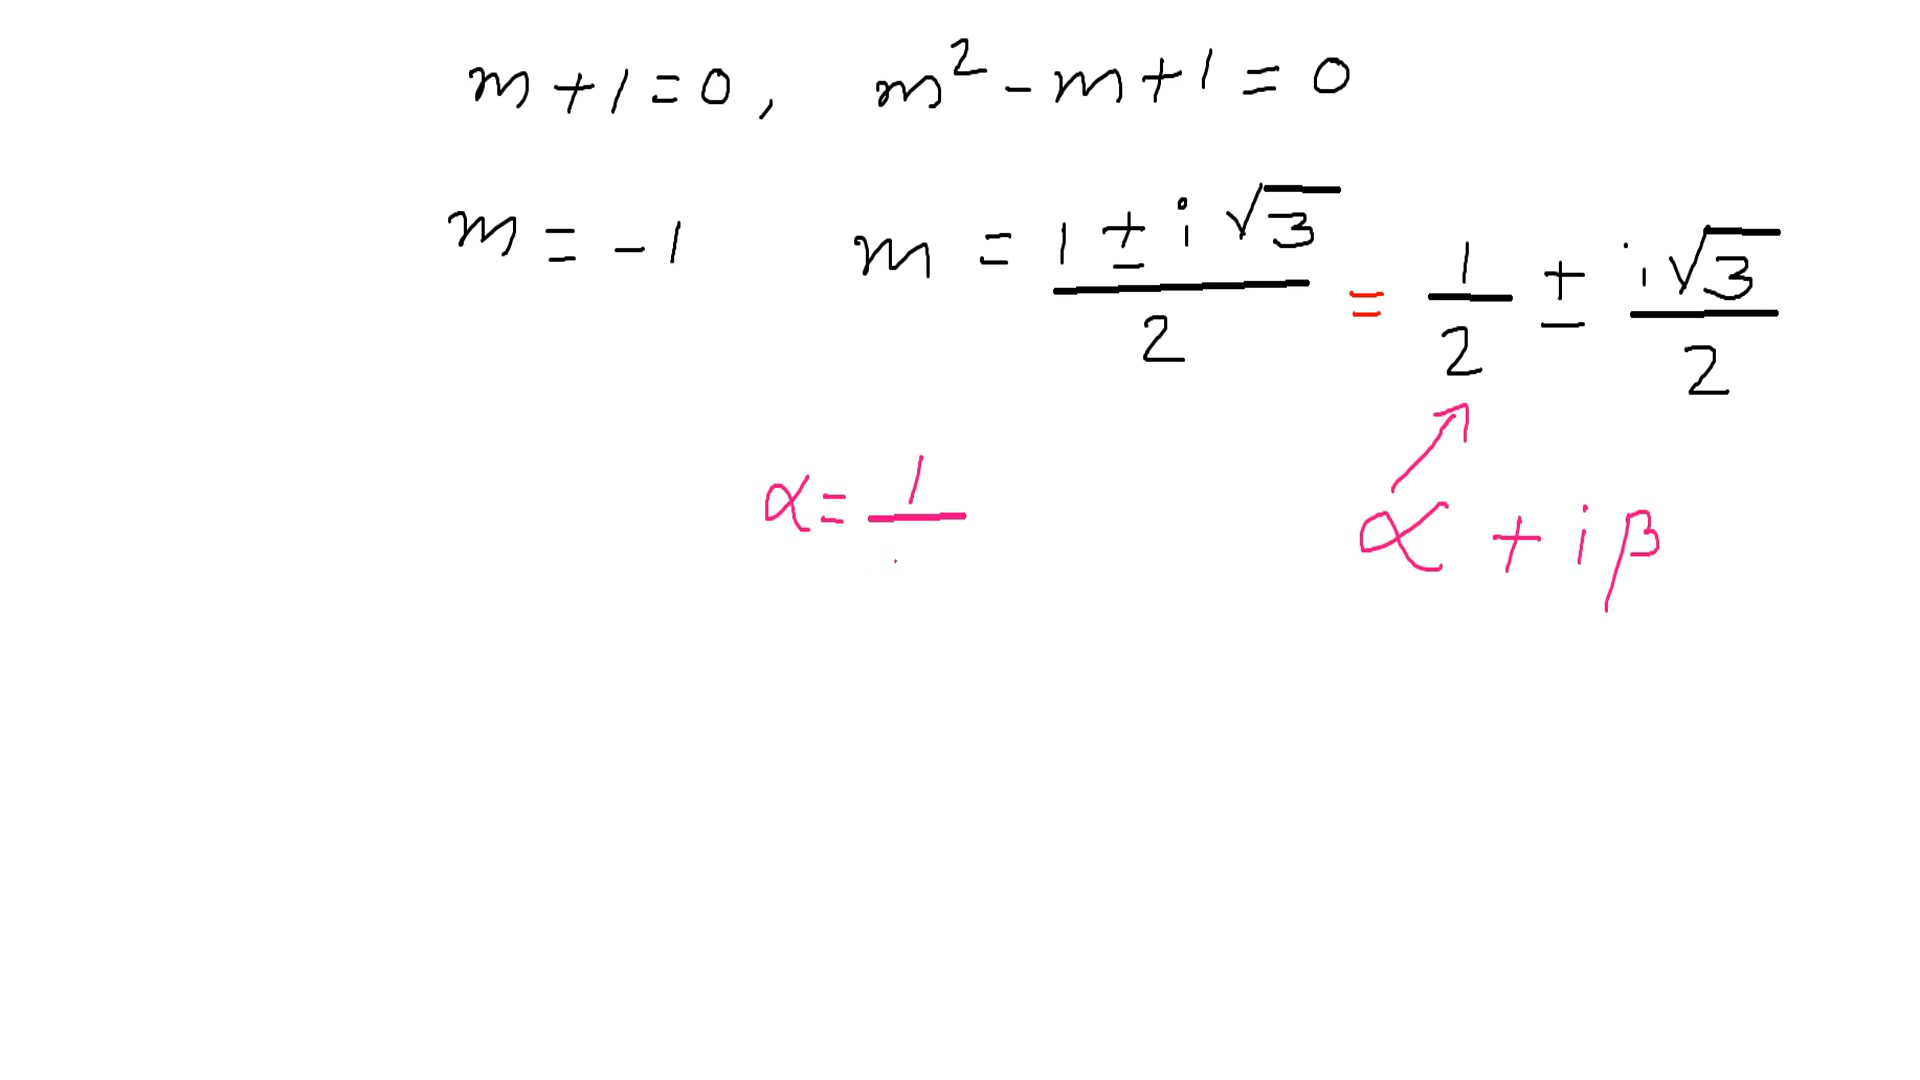 m+1=0, m²-m+1=0
m=-1 m = (1 ± i√3)/2 = 1/2 ± i√3/2
α=1/ α + iβ